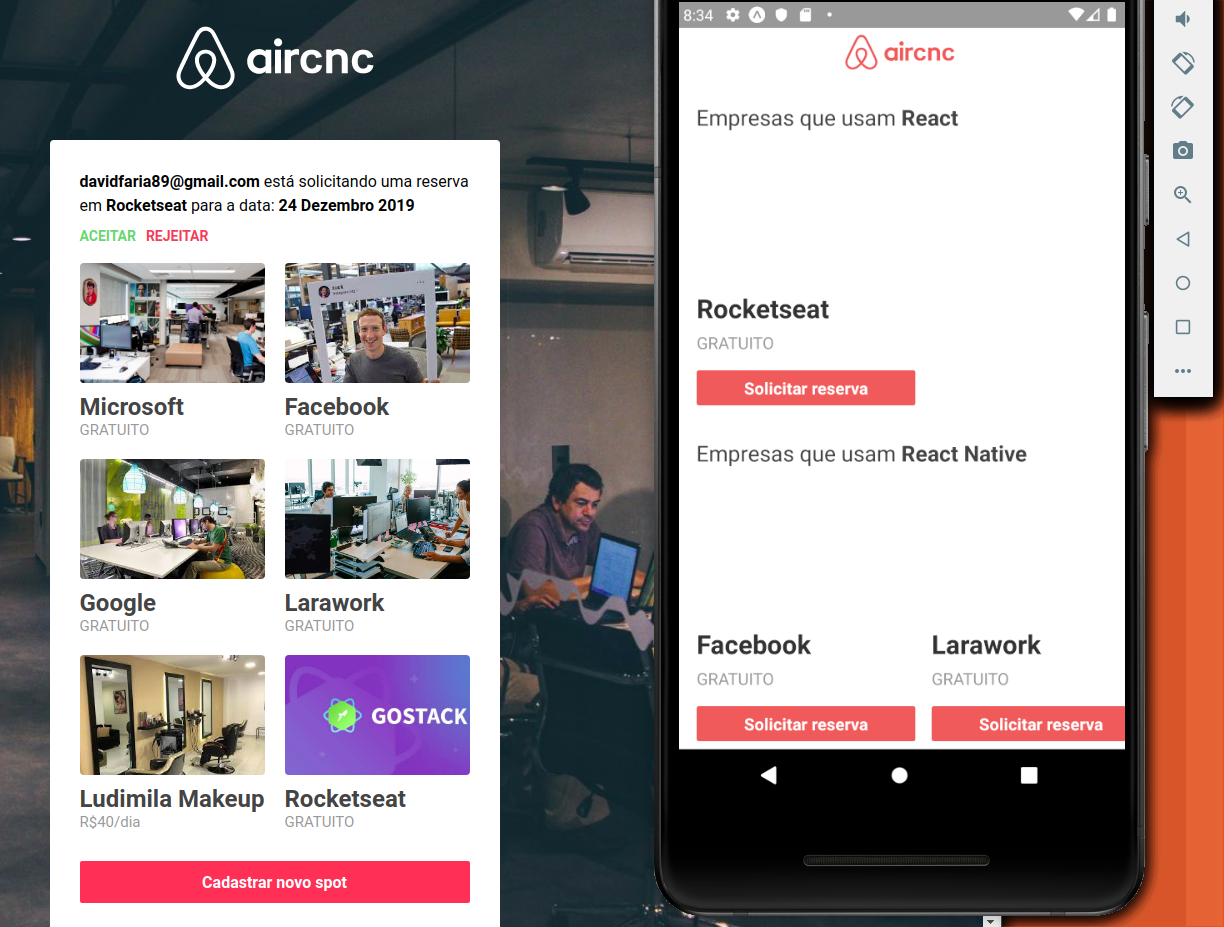 aircnc
davidfaria89@gmail.com está solicitando uma reserva
em Rocketseat para a data: 24 Dezembro 2019
ACEITAR REJEITAR
Microsoft
GRATUITO
Facebook
GRATUITO
Google
GRATUITO
Larawork
GRATUITO
GOSTACK
Ludimila Makeup
R$40/dia
Rocketseat
GRATUITO
Cadastrar novo spot
8:34
aircnc
Empresas que usam React
Rocketseat
GRATUITO
Solicitar reserva
Empresas que usam React Native
Facebook
GRATUITO
Solicitar reserva
Larawork
GRATUITO
Solicitar reserva